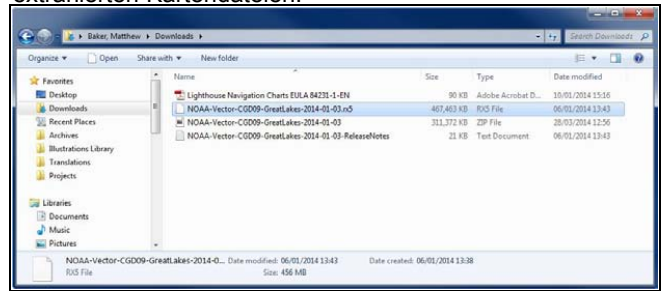 extrahierten Kartendateien.
Baker, Matthew ▸ Downloads ▸
Search Downloads
Organize ▾ Open Share with ▾ New folder
Name Size Type Date modified
Favorites
Desktop
Downloads
Recent Places
Archives
Illustrations Library
Translations
Projects
Libraries
Documents
Music
Pictures
Lighthouse Navigation Charts EULA 84231-1-EN 90 KB Adobe Acrobat D... 10/01/2014 15:16
NOAA-Vector-CGD09-GreatLakes-2014-01-03.rx5 467,463 KB RX5 File 06/01/2014 13:43
NOAA-Vector-CGD09-GreatLakes-2014-01-03 311,372 KB ZIP File 28/03/2014 12:56
NOAA-Vector-CGD09-GreatLakes-2014-01-03-ReleaseNotes 21 KB Text Document 06/01/2014 13:43
NOAA-Vector-CGD09-GreatLakes-2014-0... Date modified: 06/01/2014 13:43 Date created: 06/01/2014 13:38
RX5 File Size: 456 MB